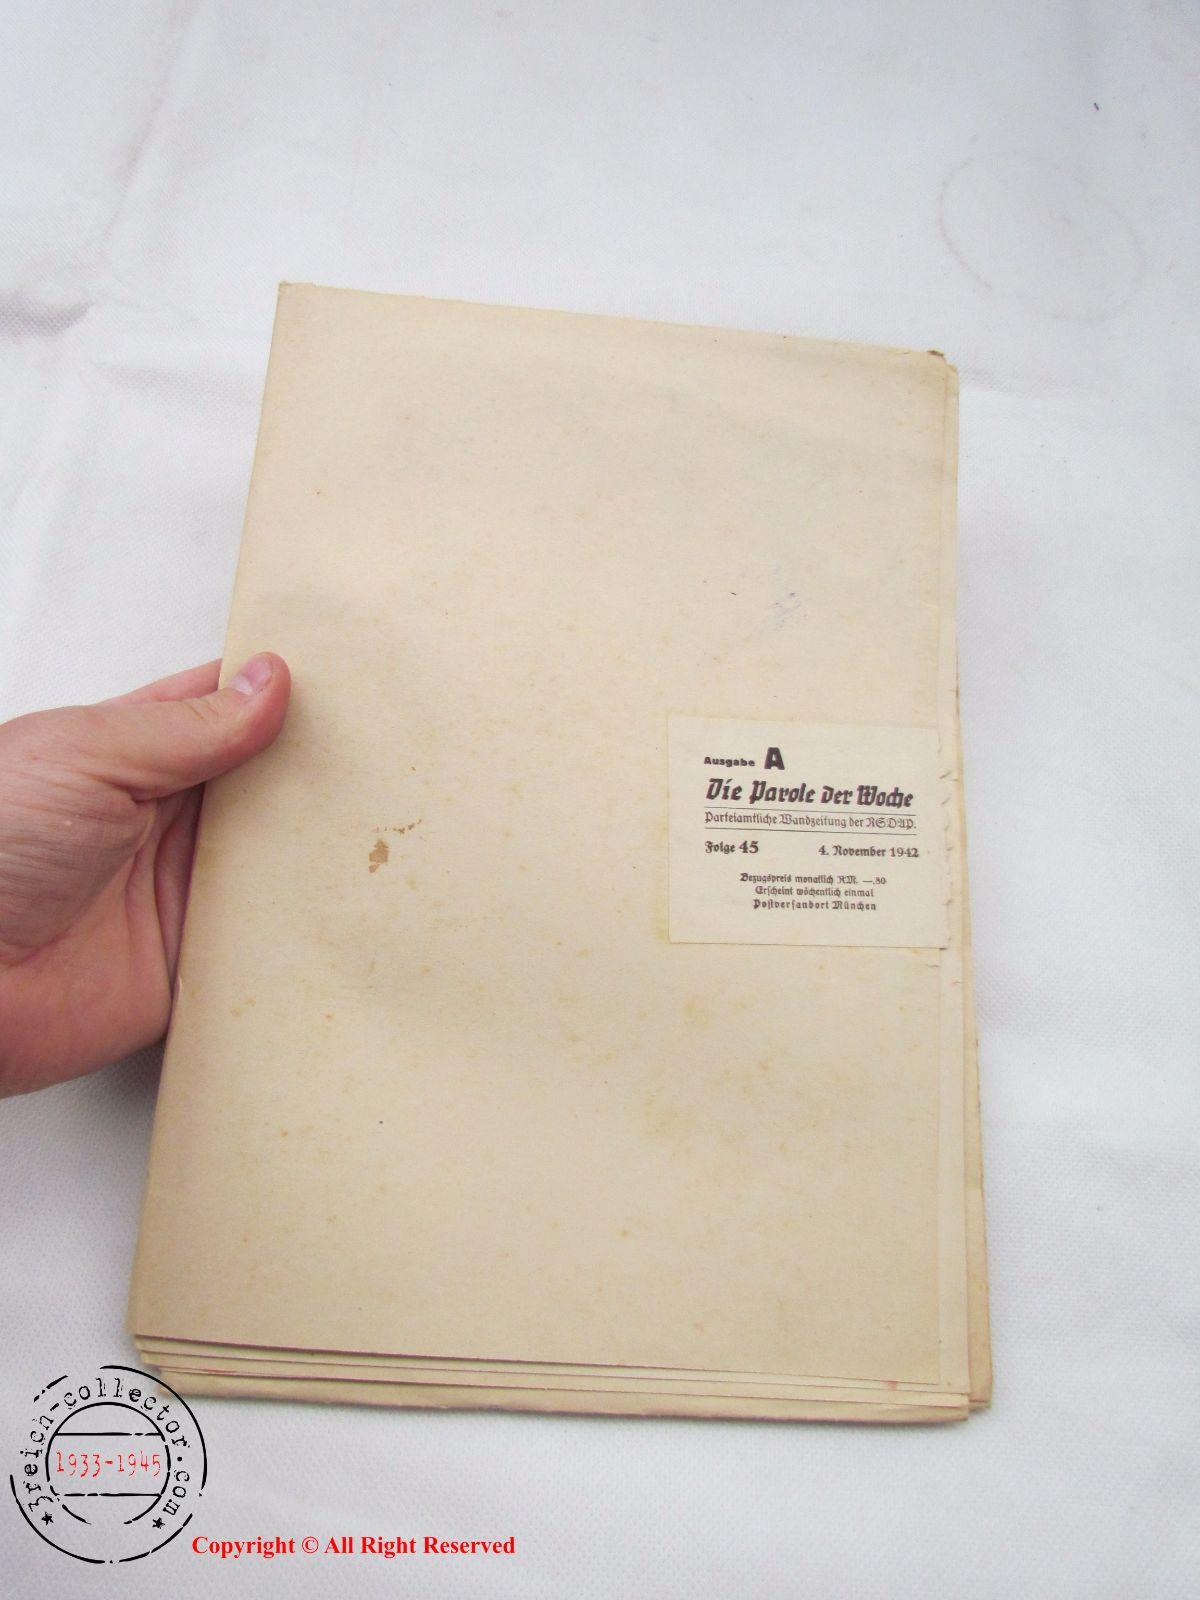 Ausgabe A
Die Parole der Woche
Parteiamtliche Wandzeitung der NSDAP.
Folge 45 4. November 1942
Bezugspreis monatlich RM. —.80
Erscheint wöchentlich einmal
Postversandort München
3reich-collector.com
1933-1945
Copyright © All Right Reserved